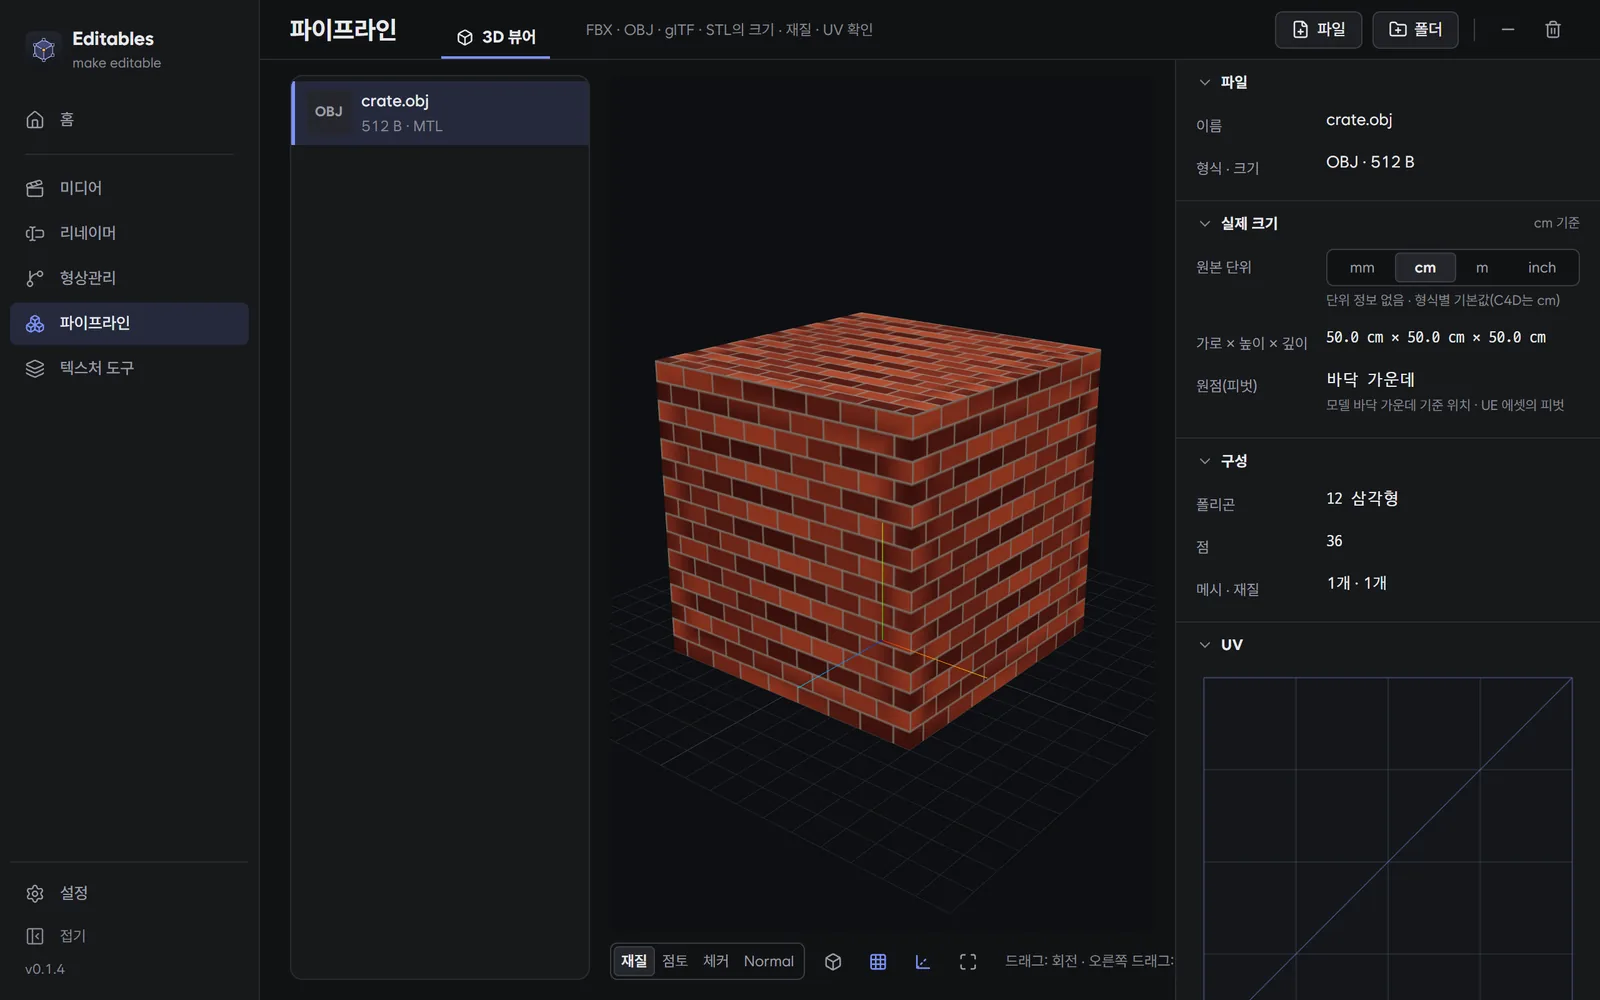 Editables
make editable
홈
미디어
리네이머
형상관리
파이프라인
텍스처 도구
설정
접기
v0.1.4
파이프라인
3D 뷰어
FBX · OBJ · glTF · STL의 크기 · 재질 · UV 확인
파일
폴더
OBJ
crate.obj
512 B · MTL
재질
점토
체커
Normal
드래그: 회전 · 오른쪽 드래그:
파일
이름
crate.obj
형식 · 크기
OBJ · 512 B
실제 크기
cm 기준
원본 단위
mm
cm
m
inch
단위 정보 없음 · 형식별 기본값(C4D는 cm)
가로 × 높이 × 깊이
50.0 cm × 50.0 cm × 50.0 cm
원점(피벗)
바닥 가운데
모델 바닥 가운데 기준 위치 · UE 에셋의 피벗
구성
폴리곤
12 삼각형
점
36
메시 · 재질
1개 · 1개
UV